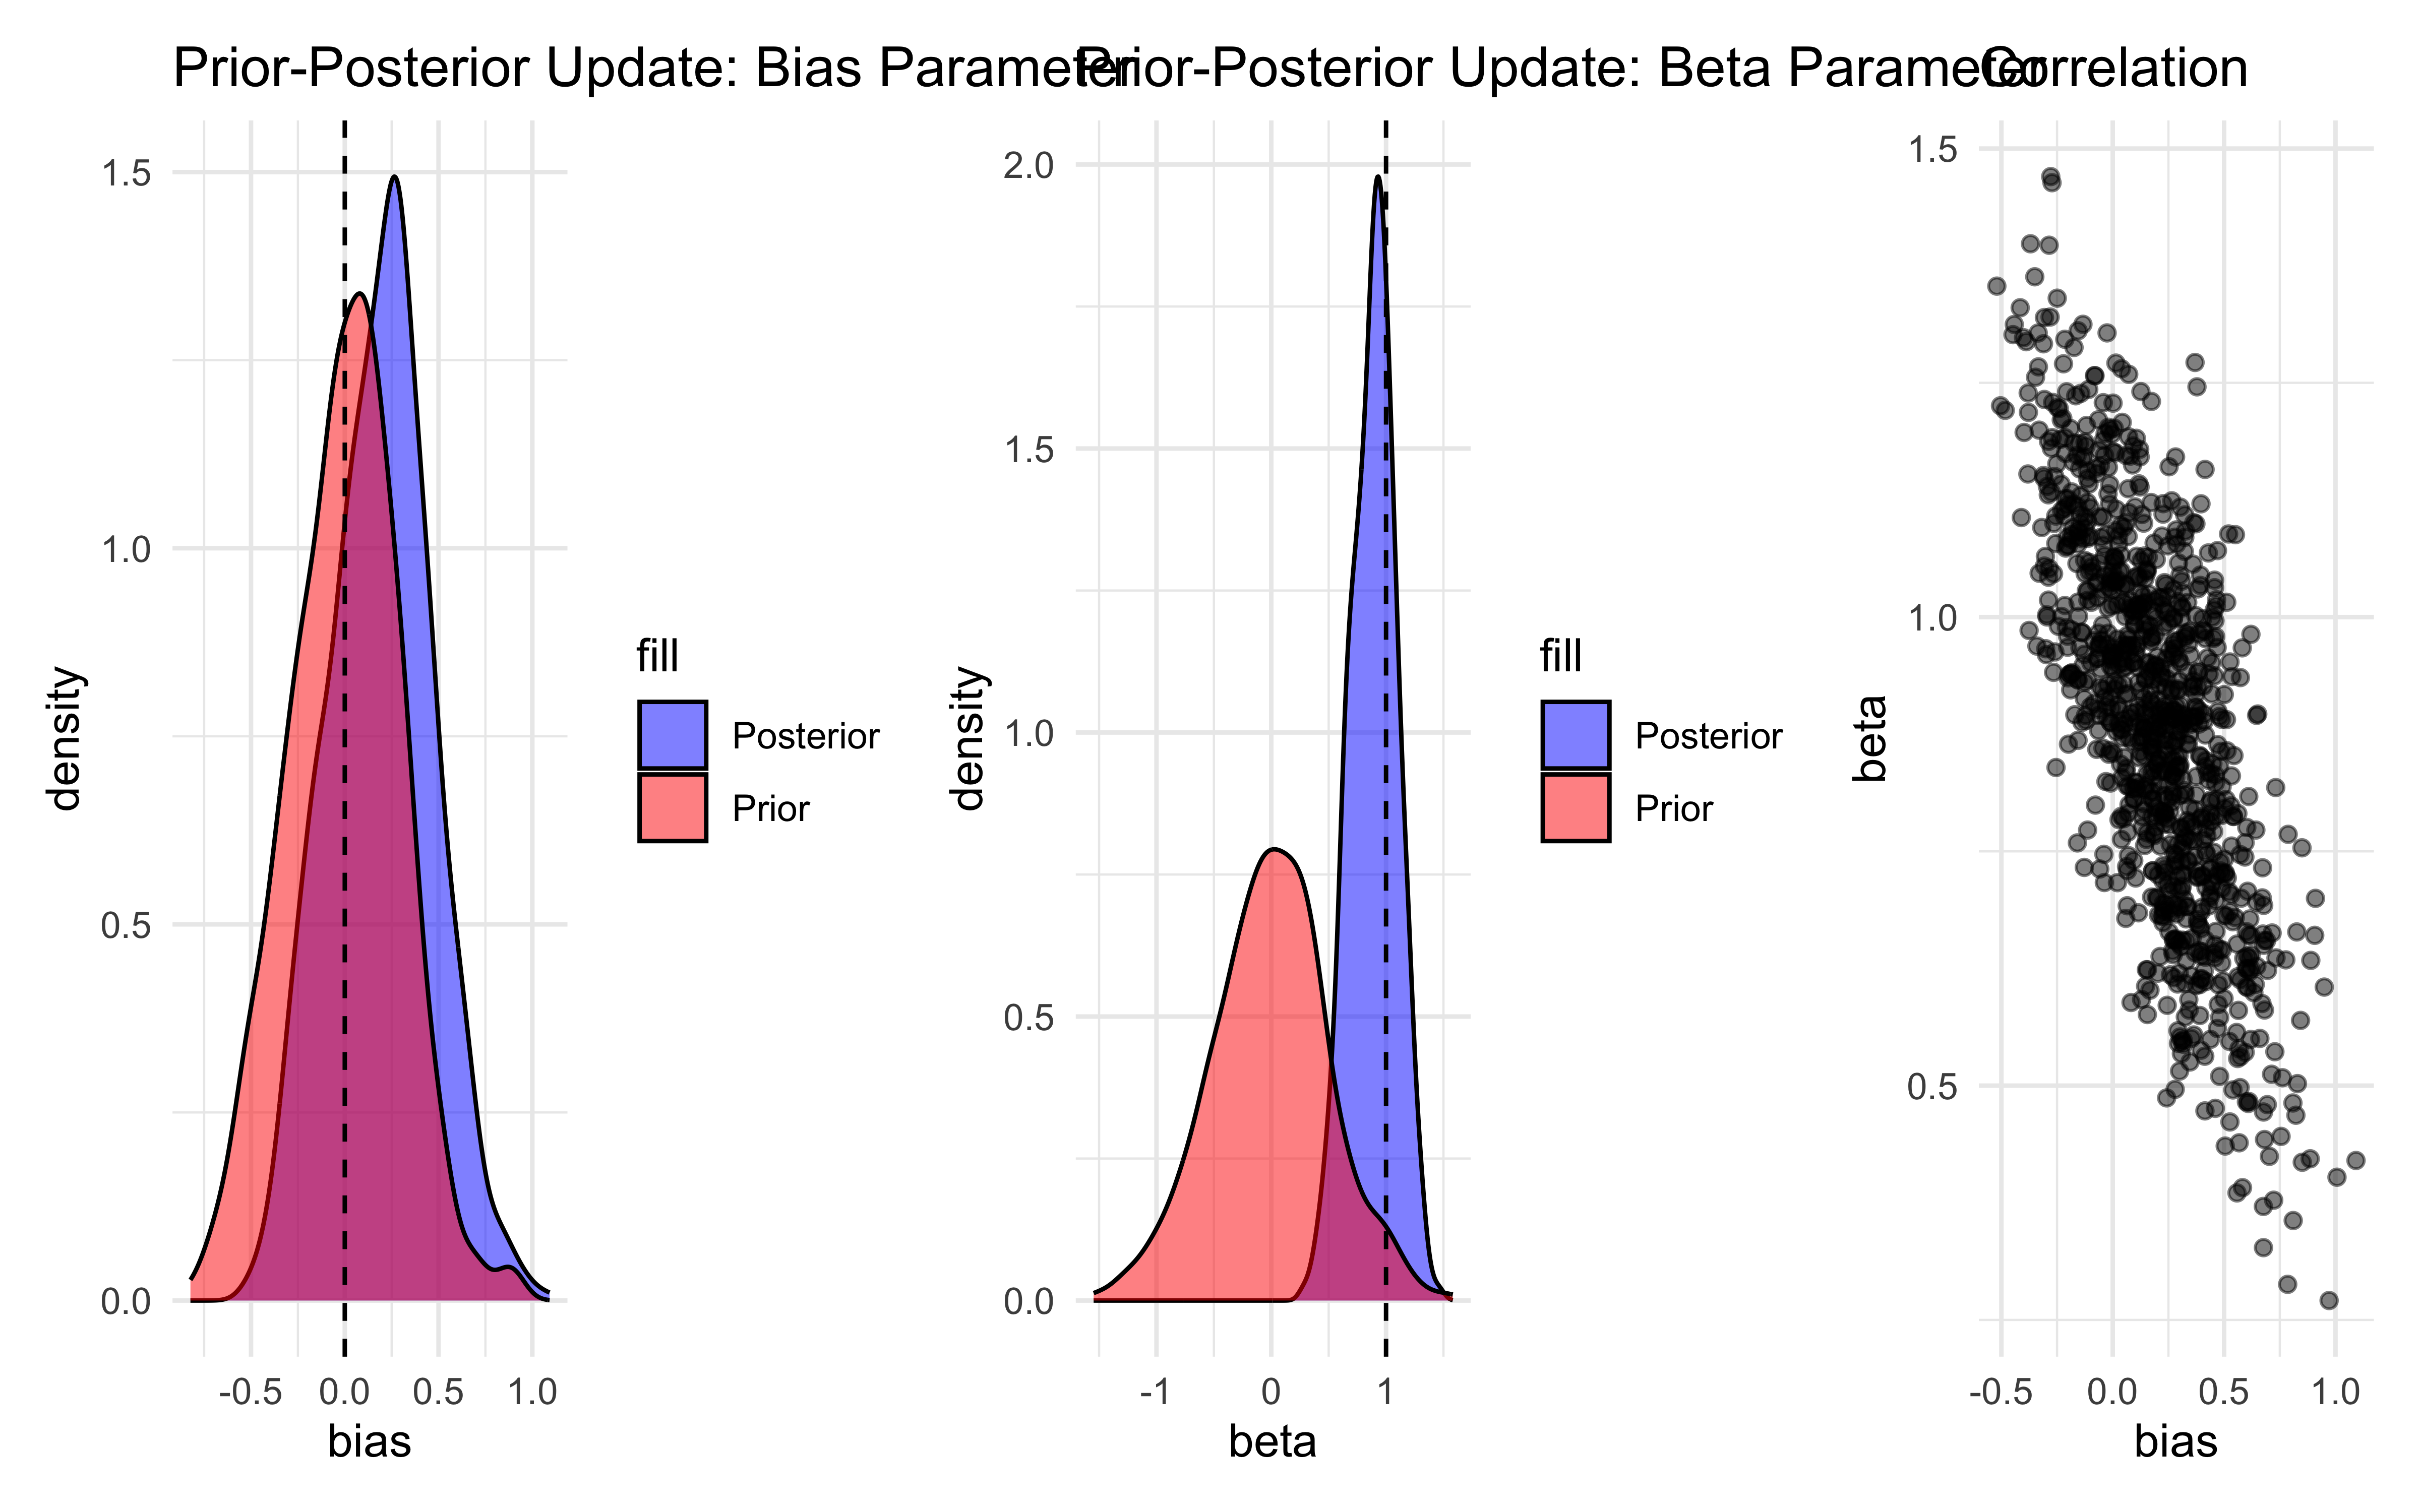 Prior-Posterior Update: Bias Parameter
Prior-Posterior Update: Beta Parameter
Correlation
1.5
1.0
0.5
0.0
density
-0.5 0.0 0.5 1.0
bias
fill
Posterior
Prior
2.0
1.5
1.0
0.5
0.0
density
-1 0 1
beta
fill
Posterior
Prior
1.5
1.0
0.5
beta
-0.5 0.0 0.5 1.0
bias